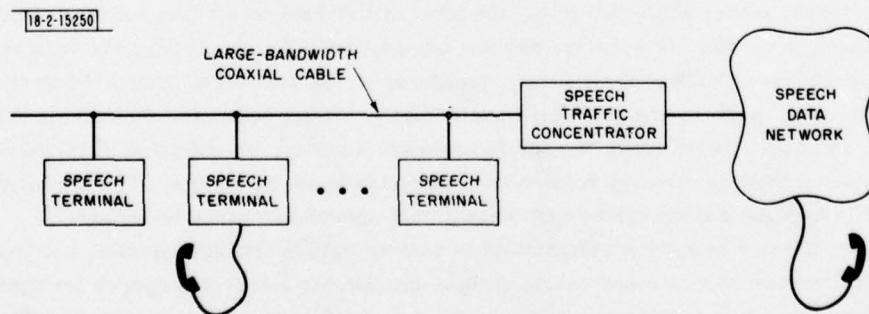 18-2-15250
LARGE-BANDWIDTH
COAXIAL CABLE
SPEECH
TRAFFIC
CONCENTRATOR
SPEECH
DATA
NETWORK
SPEECH
TERMINAL
SPEECH
TERMINAL
SPEECH
TERMINAL